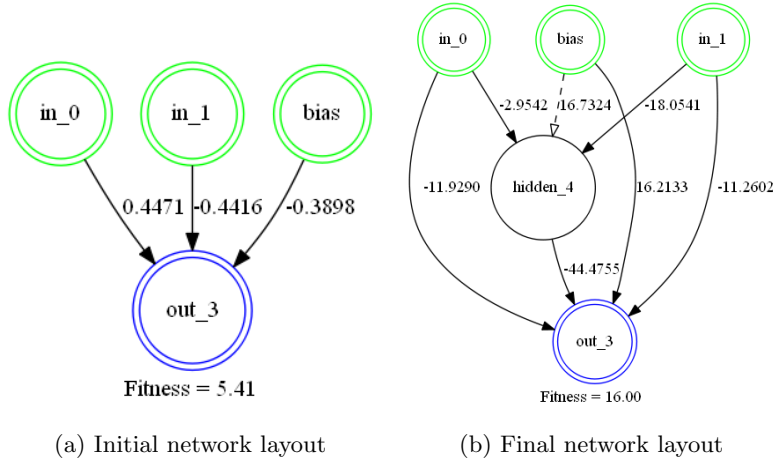 in_0
in_1
bias
0.4471
-0.4416
-0.3898
out_3
Fitness = 5.41
(a) Initial network layout
in_0
bias
in_1
-2.9542
16.7324
-18.0541
hidden_4
-11.9290
16.2133
-11.2602
-44.4755
out_3
Fitness = 16.00
(b) Final network layout